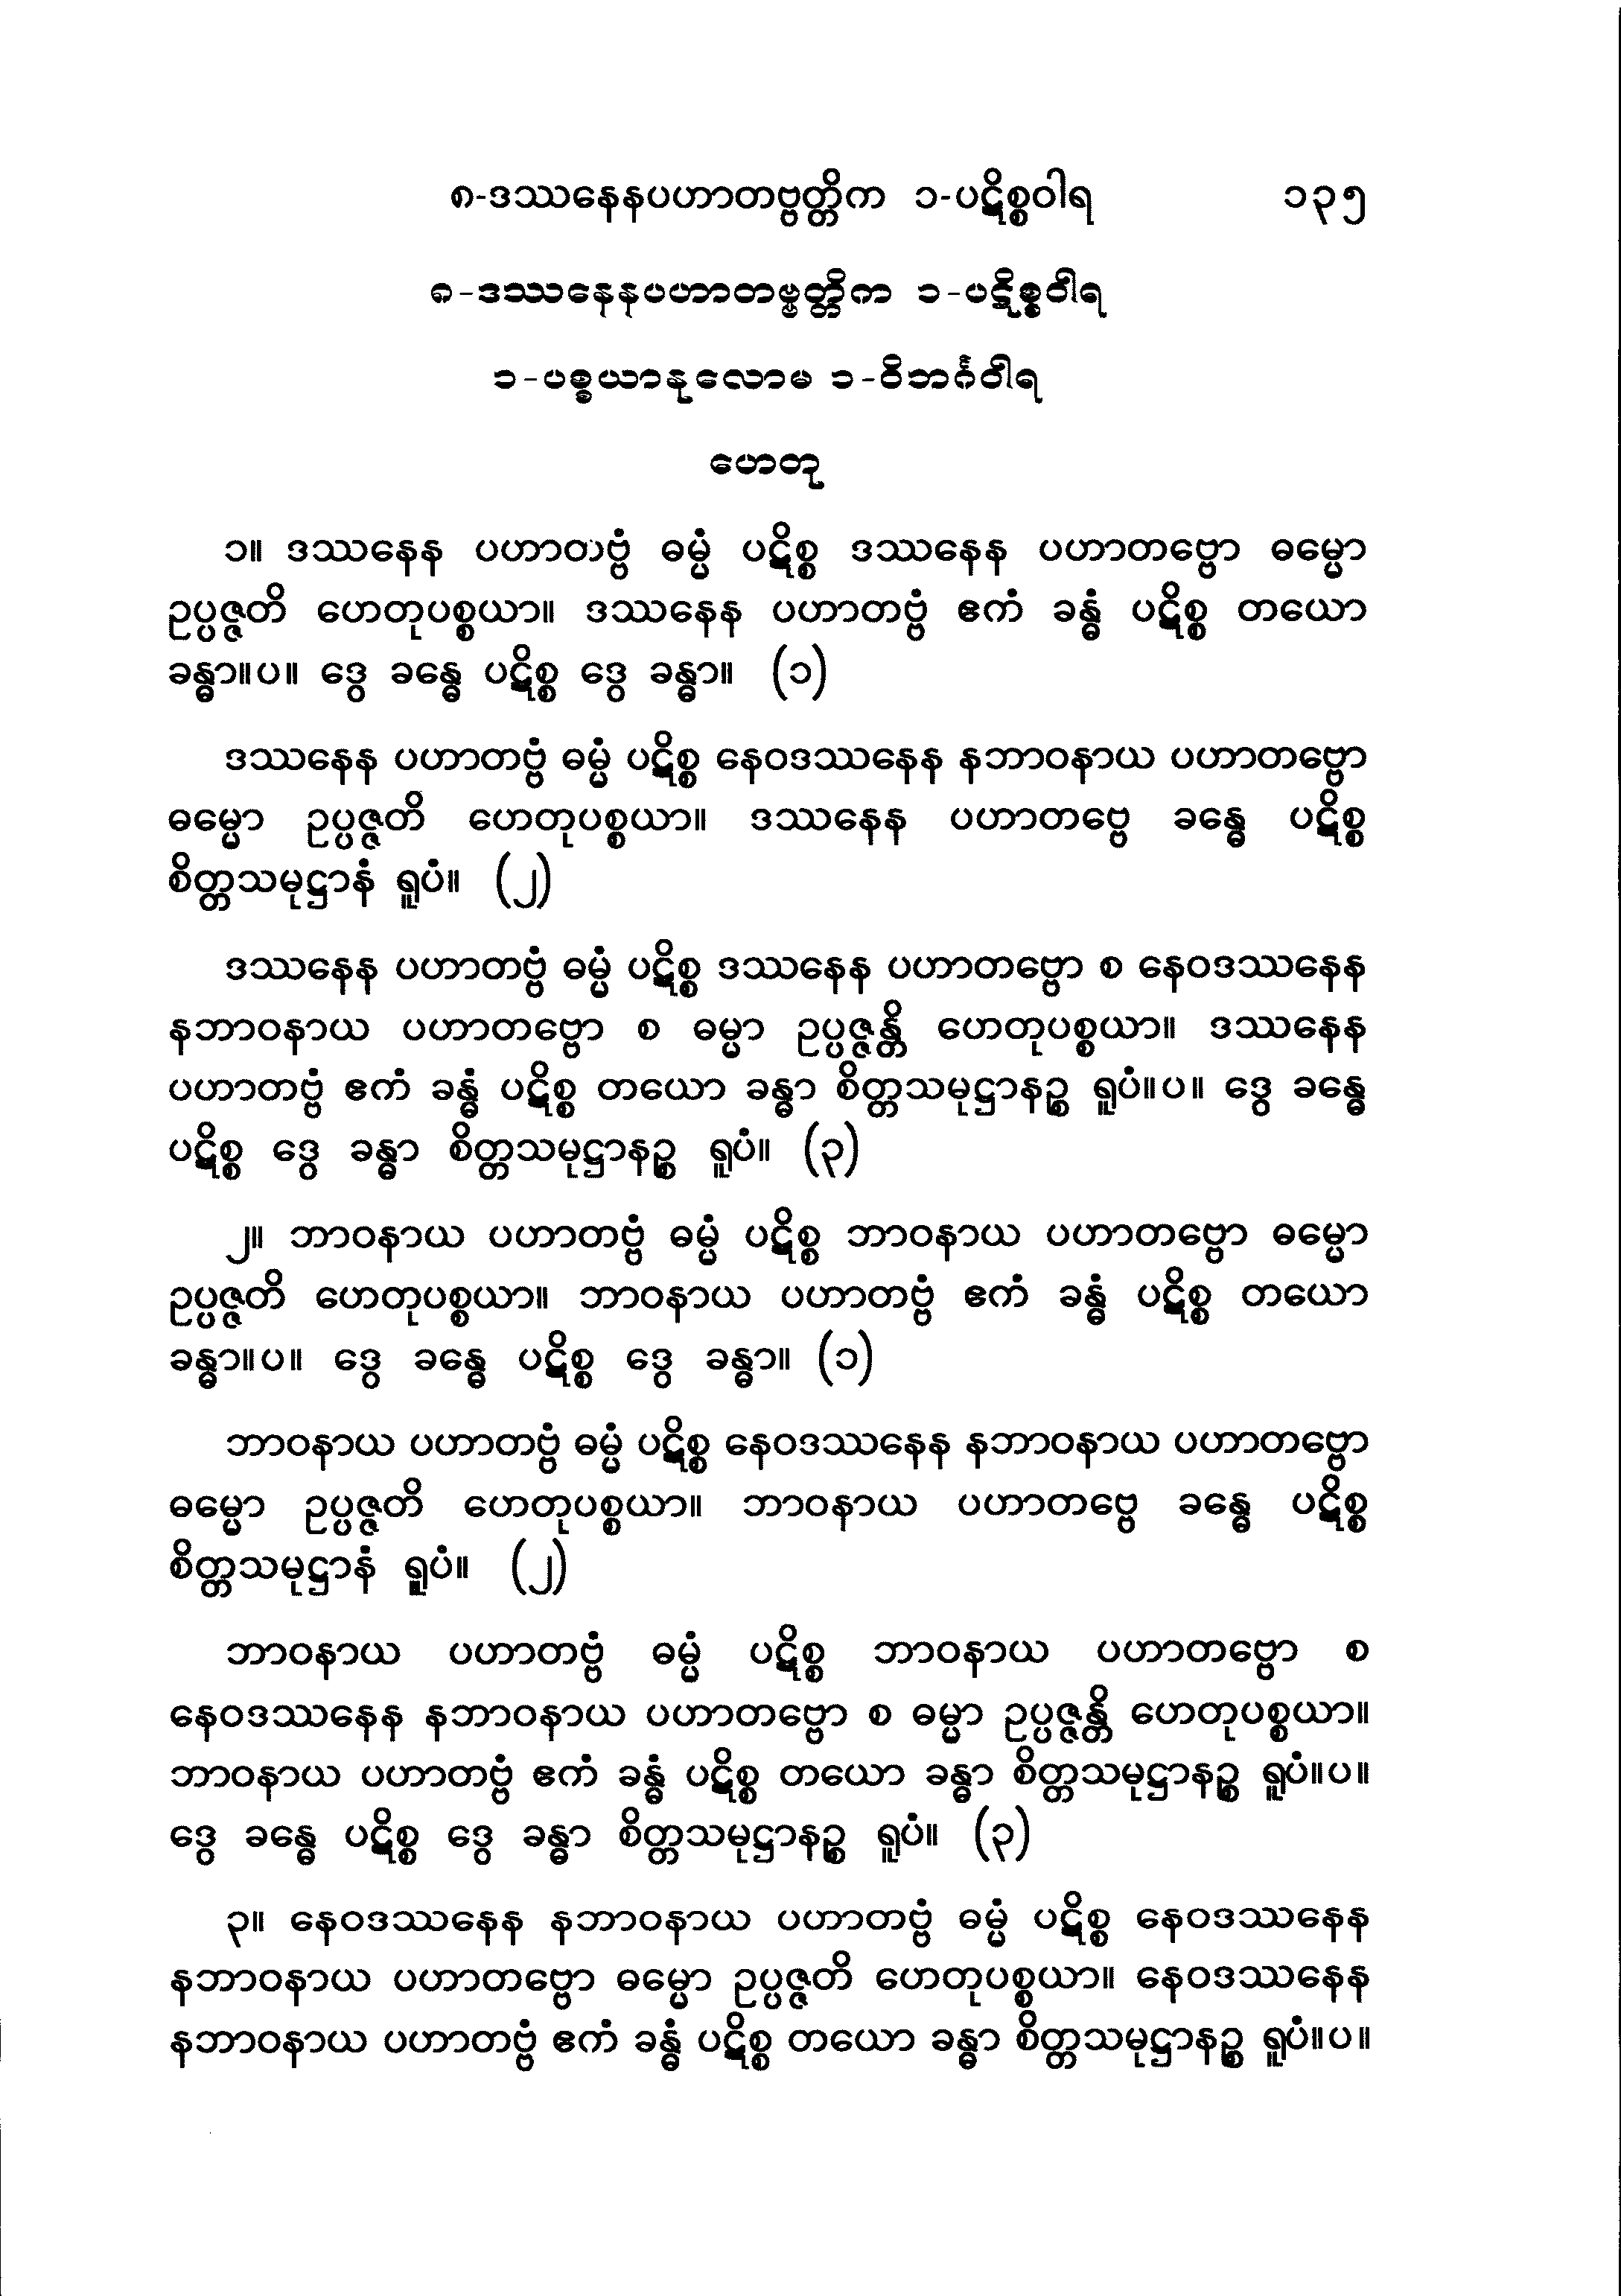 ၈-ဒဿနေနပဟာတဗ္ဗတ္တိက ၁-ပဋိစ္စဝါရ ၁၃၅
၈-ဒဿနေနပဟာတဗ္ဗတ္တိက ၁-ပဋိစ္စဝါရ
၁-ပစ္စယာနုလောမ ၁-ဝိဘင်္ဂဝါရ
ဟေတု
၁။ ဒဿနေန ပဟာတဗ္ဗံ ဓမ္မံ ပဋိစ္စ ဒဿနေန ပဟာတဗ္ဗော ဓမ္မော
ဥပ္ပဇ္ဇတိ ဟေတုပစ္စယာ။ ဒဿနေန ပဟာတဗ္ဗံ ဧကံ ခန္ဓံ ပဋိစ္စ တယော
ခန္ဓာ။ပ။ ဒွေ ခန္ဓေ ပဋိစ္စ ဒွေ ခန္ဓာ။ (၁)
ဒဿနေန ပဟာတဗ္ဗံ ဓမ္မံ ပဋိစ္စ နေဝဒဿနေန နဘာဝနာယ ပဟာတဗ္ဗော
ဓမ္မော ဥပ္ပဇ္ဇတိ ဟေတုပစ္စယာ။ ဒဿနေန ပဟာတဗ္ဗေ ခန္ဓေ ပဋိစ္စ
စိတ္တသမုဋ္ဌာနံ ရူပံ။ (၂)
ဒဿနေန ပဟာတဗ္ဗံ ဓမ္မံ ပဋိစ္စ ဒဿနေန ပဟာတဗ္ဗော စ နေဝဒဿနေန
နဘာဝနာယ ပဟာတဗ္ဗော စ ဓမ္မာ ဥပ္ပဇ္ဇန္တိ ဟေတုပစ္စယာ။ ဒဿနေန
ပဟာတဗ္ဗံ ဧကံ ခန္ဓံ ပဋိစ္စ တယော ခန္ဓာ စိတ္တသမုဋ္ဌာနဉ္စ ရူပံ။ပ။ ဒွေ ခန္ဓေ
ပဋိစ္စ ဒွေ ခန္ဓာ စိတ္တသမုဋ္ဌာနဉ္စ ရူပံ။ (၃)
၂။ ဘာဝနာယ ပဟာတဗ္ဗံ ဓမ္မံ ပဋိစ္စ ဘာဝနာယ ပဟာတဗ္ဗော ဓမ္မော
ဥပ္ပဇ္ဇတိ ဟေတုပစ္စယာ။ ဘာဝနာယ ပဟာတဗ္ဗံ ဧကံ ခန္ဓံ ပဋိစ္စ တယော
ခန္ဓာ။ပ။ ဒွေ ခန္ဓေ ပဋိစ္စ ဒွေ ခန္ဓာ။ (၁)
ဘာဝနာယ ပဟာတဗ္ဗံ ဓမ္မံ ပဋိစ္စ နေဝဒဿနေန နဘာဝနာယ ပဟာတဗ္ဗော
ဓမ္မော ဥပ္ပဇ္ဇတိ ဟေတုပစ္စယာ။ ဘာဝနာယ ပဟာတဗ္ဗေ ခန္ဓေ ပဋိစ္စ
စိတ္တသမုဋ္ဌာနံ ရူပံ။ (၂)
ဘာဝနာယ ပဟာတဗ္ဗံ ဓမ္မံ ပဋိစ္စ ဘာဝနာယ ပဟာတဗ္ဗော စ
နေဝဒဿနေန နဘာဝနာယ ပဟာတဗ္ဗော စ ဓမ္မာ ဥပ္ပဇ္ဇန္တိ ဟေတုပစ္စယာ။
ဘာဝနာယ ပဟာတဗ္ဗံ ဧကံ ခန္ဓံ ပဋိစ္စ တယော ခန္ဓာ စိတ္တသမုဋ္ဌာနဉ္စ ရူပံ။ပ။
ဒွေ ခန္ဓေ ပဋိစ္စ ဒွေ ခန္ဓာ စိတ္တသမုဋ္ဌာနဉ္စ ရူပံ။ (၃)
၃။ နေဝဒဿနေန နဘာဝနာယ ပဟာတဗ္ဗံ ဓမ္မံ ပဋိစ္စ နေဝဒဿနေန
နဘာဝနာယ ပဟာတဗ္ဗော ဓမ္မော ဥပ္ပဇ္ဇတိ ဟေတုပစ္စယာ။ နေဝဒဿနေန
နဘာဝနာယ ပဟာတဗ္ဗံ ဧကံ ခန္ဓံ ပဋိစ္စ တယော ခန္ဓာ စိတ္တသမုဋ္ဌာနဉ္စ ရူပံ။ပ။